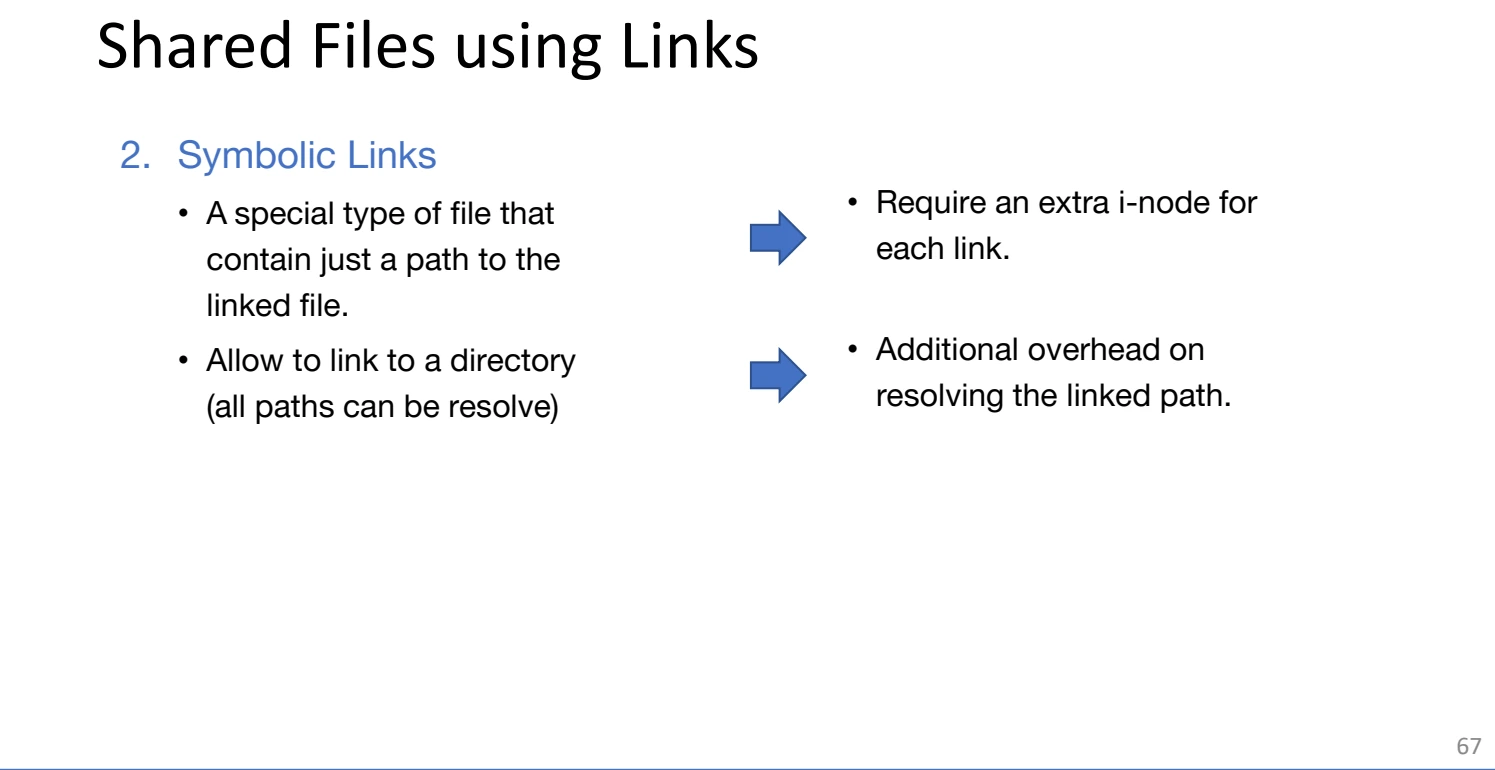 Shared Files using Links
2. Symbolic Links
• A special type of file that
contain just a path to the
linked file.
• Allow to link to a directory
(all paths can be resolve)
• Require an extra i-node for
each link.
• Additional overhead on
resolving the linked path.
67